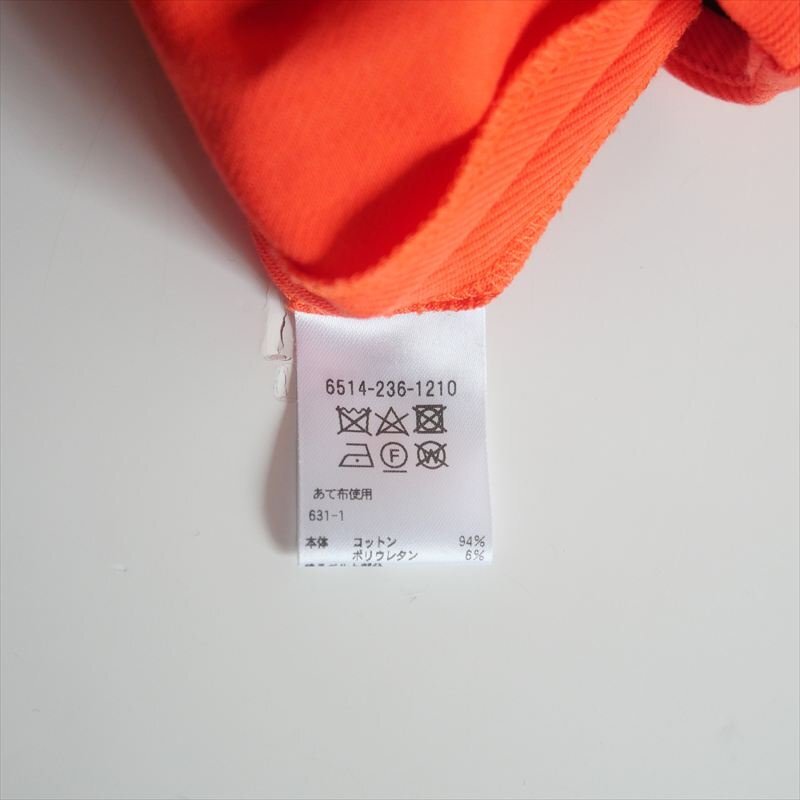 6514-236-1210
F W
あて布使用
631-1
本体 コットン 94%
ポリウレタン 6%